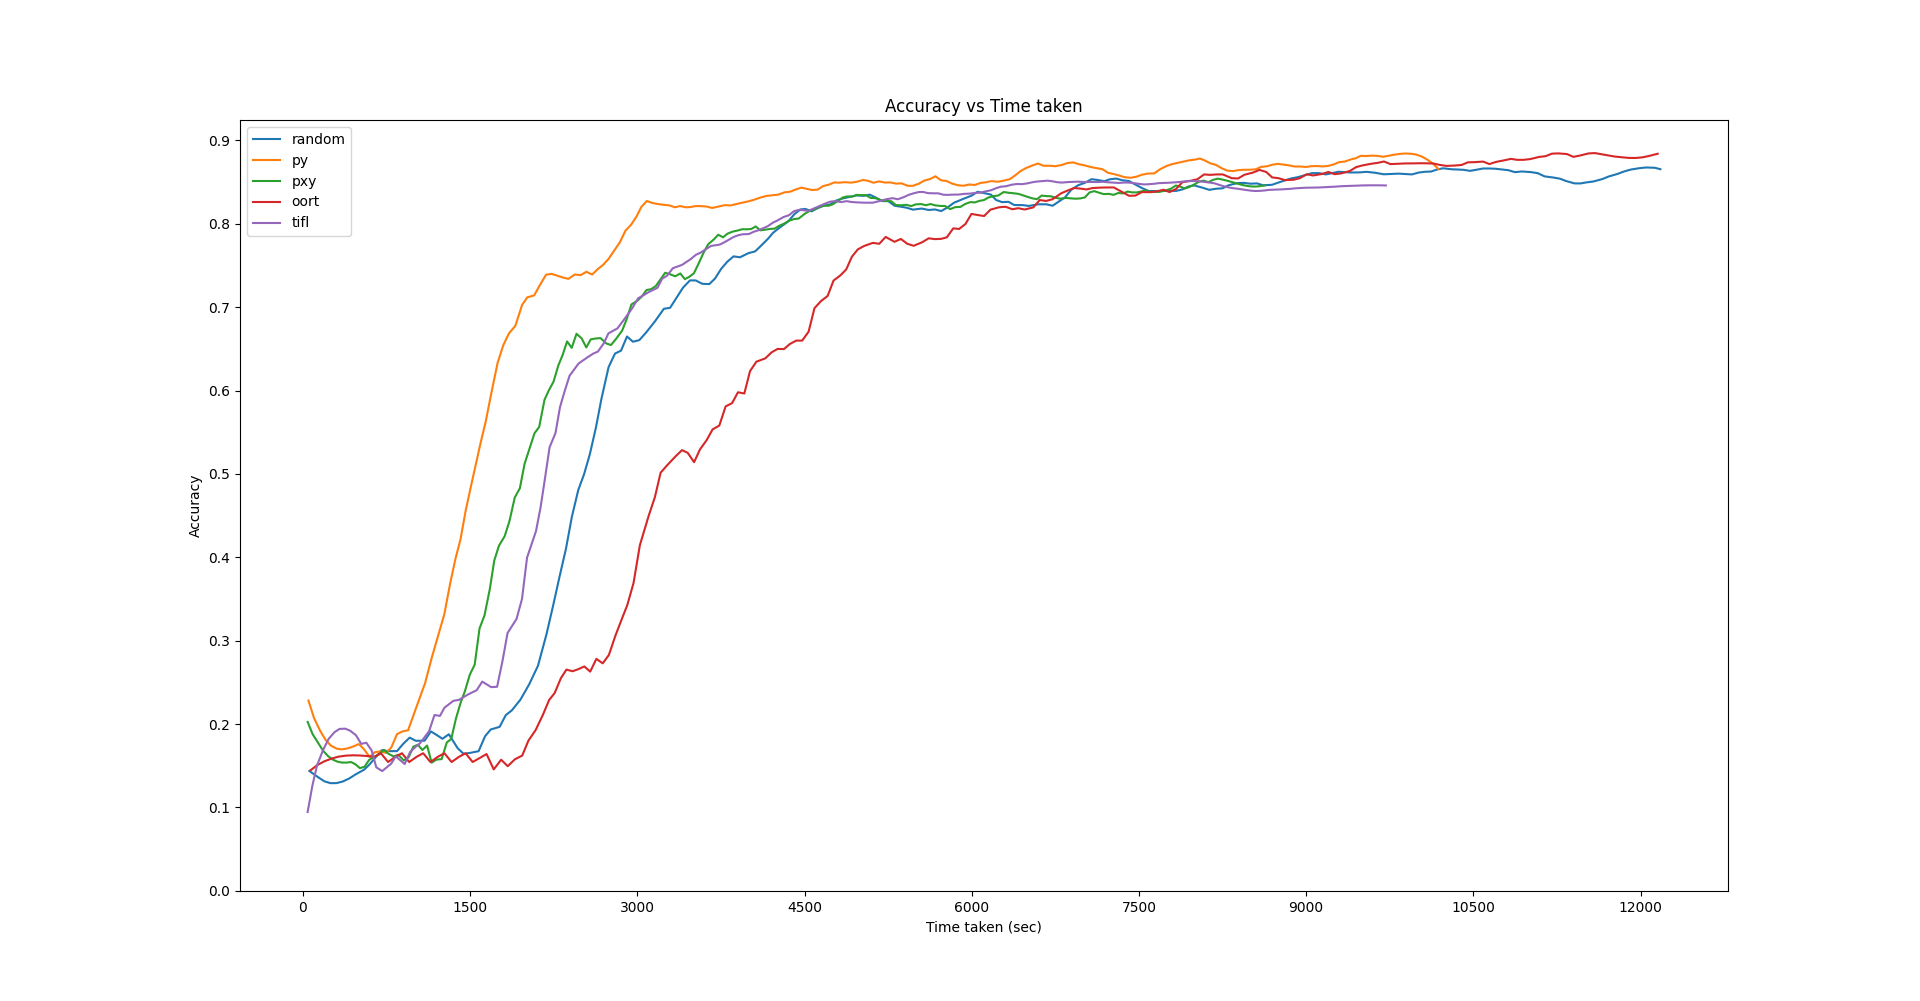 Accuracy vs Time taken
random
py
pxy
oort
tifl
0.9
0.8
0.7
0.6
0.5
0.4
0.3
0.2
0.1
0.0
Accuracy
0 1500 3000 4500 6000 7500 9000 10500 12000
Time taken (sec)